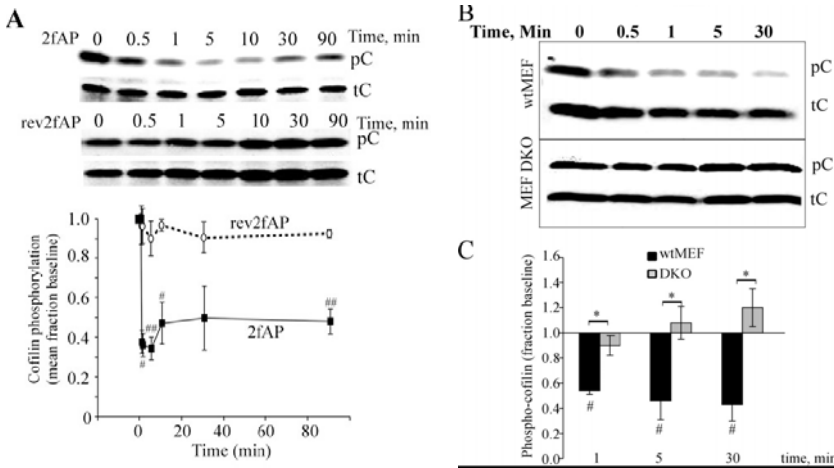 A
2fAP 0 0.5 1 5 10 30 90 Time, min
pC
tC
rev2fAP 0 0.5 1 5 10 30 90 Time, min
pC
tC
Cofilin phosphorylation
(mean fraction baseline)
1.0
0.8
0.6
0.4
0.2
0
rev2fAP
2fAP
#
##
#
##
0 20 40 60 80 100
Time (min)
B
Time, Min 0 0.5 1 5 30
wtMEF
pC
tC
MEF DKO
pC
tC
C
Phospho-cofilin (fraction baseline)
1.6
1.4
1.2
1.0
0.8
0.6
0.4
0.2
wtMEF
DKO
* * *
# # #
1 5 30 time, min